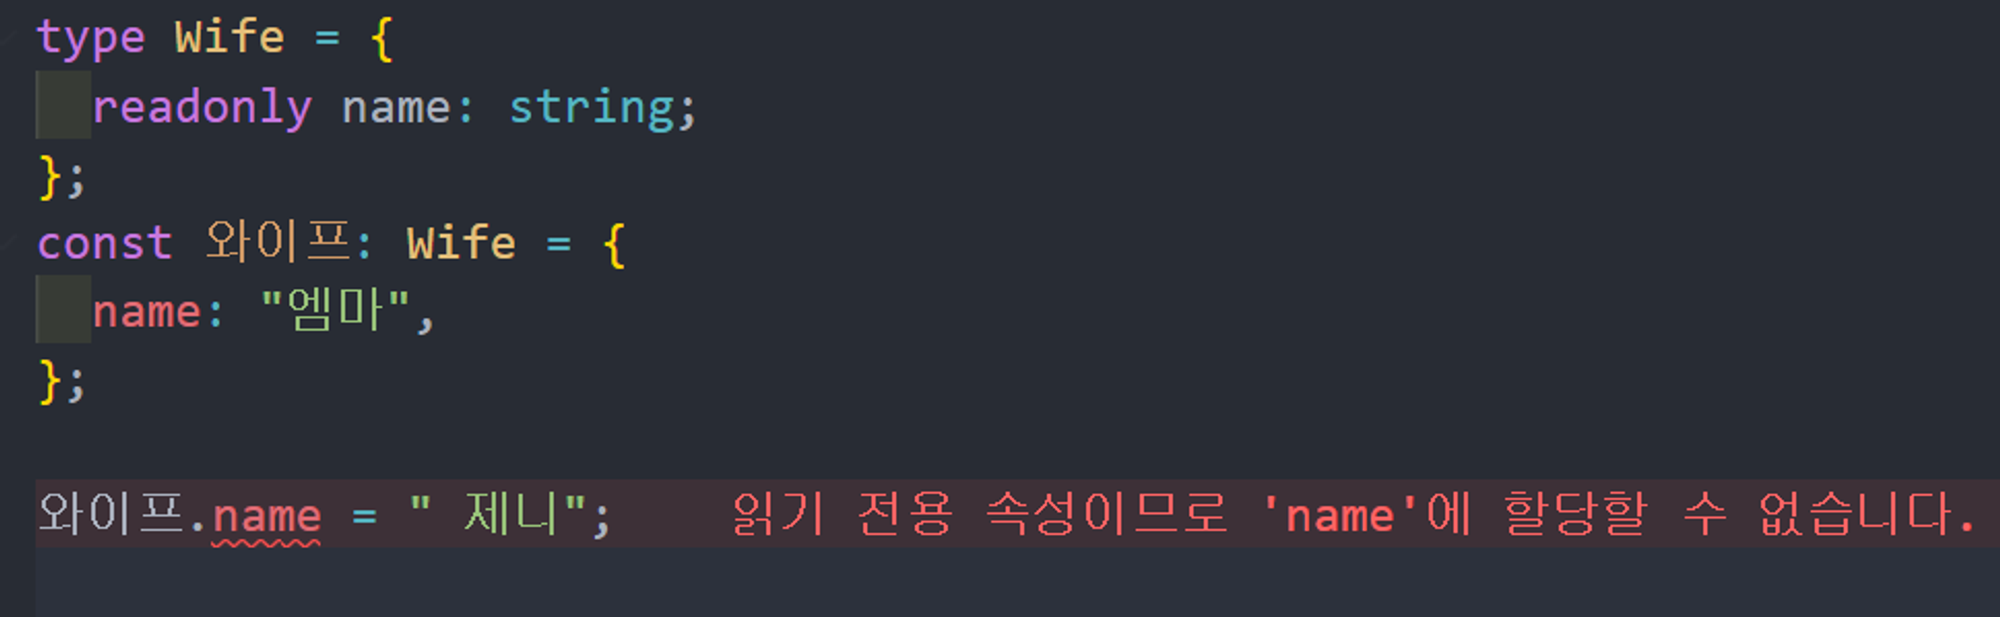 type Wife = {
  readonly name: string;
};
const 와이프: Wife = {
  name: "엠마",
};
와이프.name = " 제니";    읽기 전용 속성이므로 'name'에 할당할 수 없습니다.